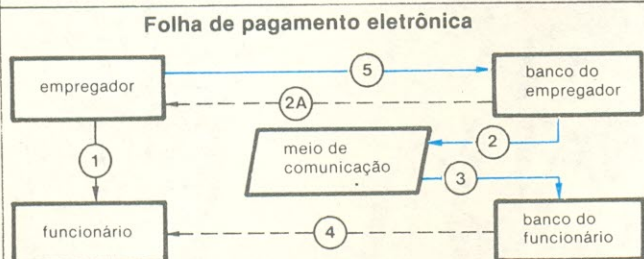 Folha de pagamento eletrônica
empregador
5
banco do
empregador
2A
1
meio de
comunicação
2
3
funcionário
4
banco do
funcionário